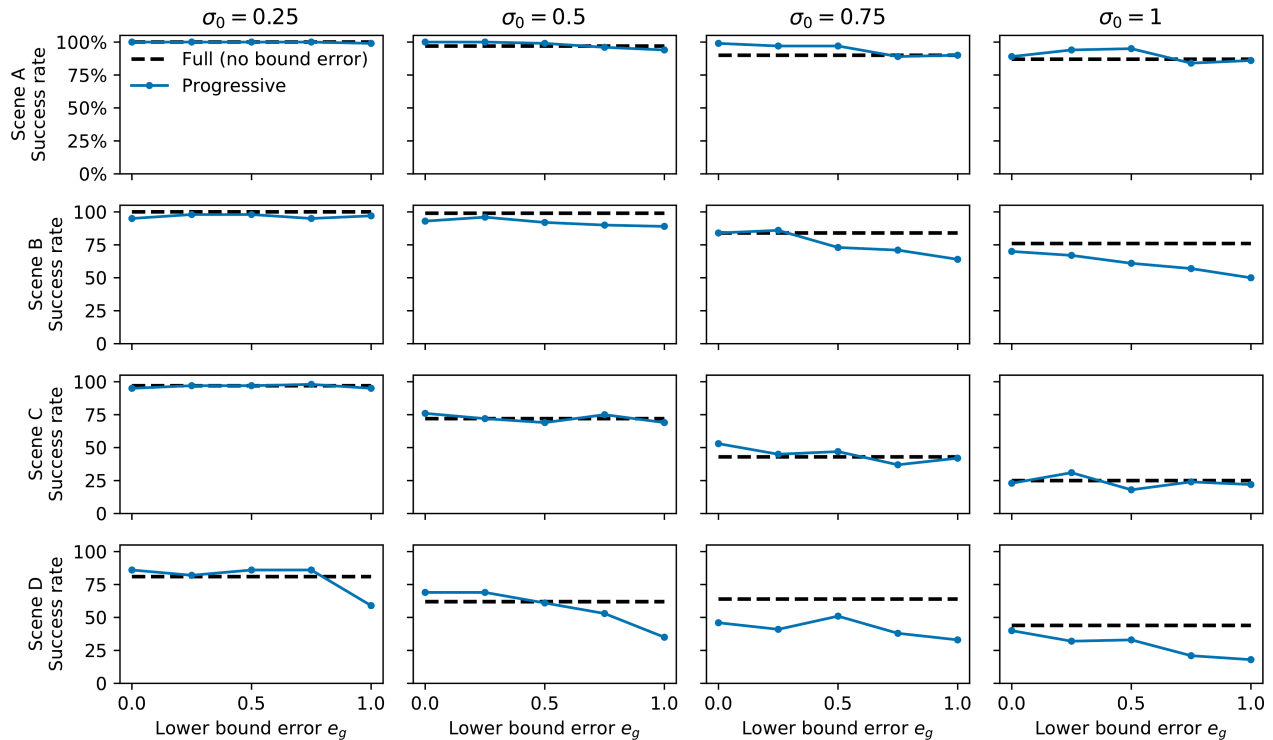 σ₀ = 0.25
σ₀ = 0.5
σ₀ = 0.75
σ₀ = 1
Scene A
Success rate
100%
75%
50%
25%
0%
Full (no bound error)
Progressive
Scene B
Success rate
100
75
50
25
0
Scene C
Success rate
100
75
50
25
0
Scene D
Success rate
100
75
50
25
0
0.0 0.5 1.0
0.0 0.5 1.0
0.0 0.5 1.0
0.0 0.5 1.0
Lower bound error e_g
Lower bound error e_g
Lower bound error e_g
Lower bound error e_g